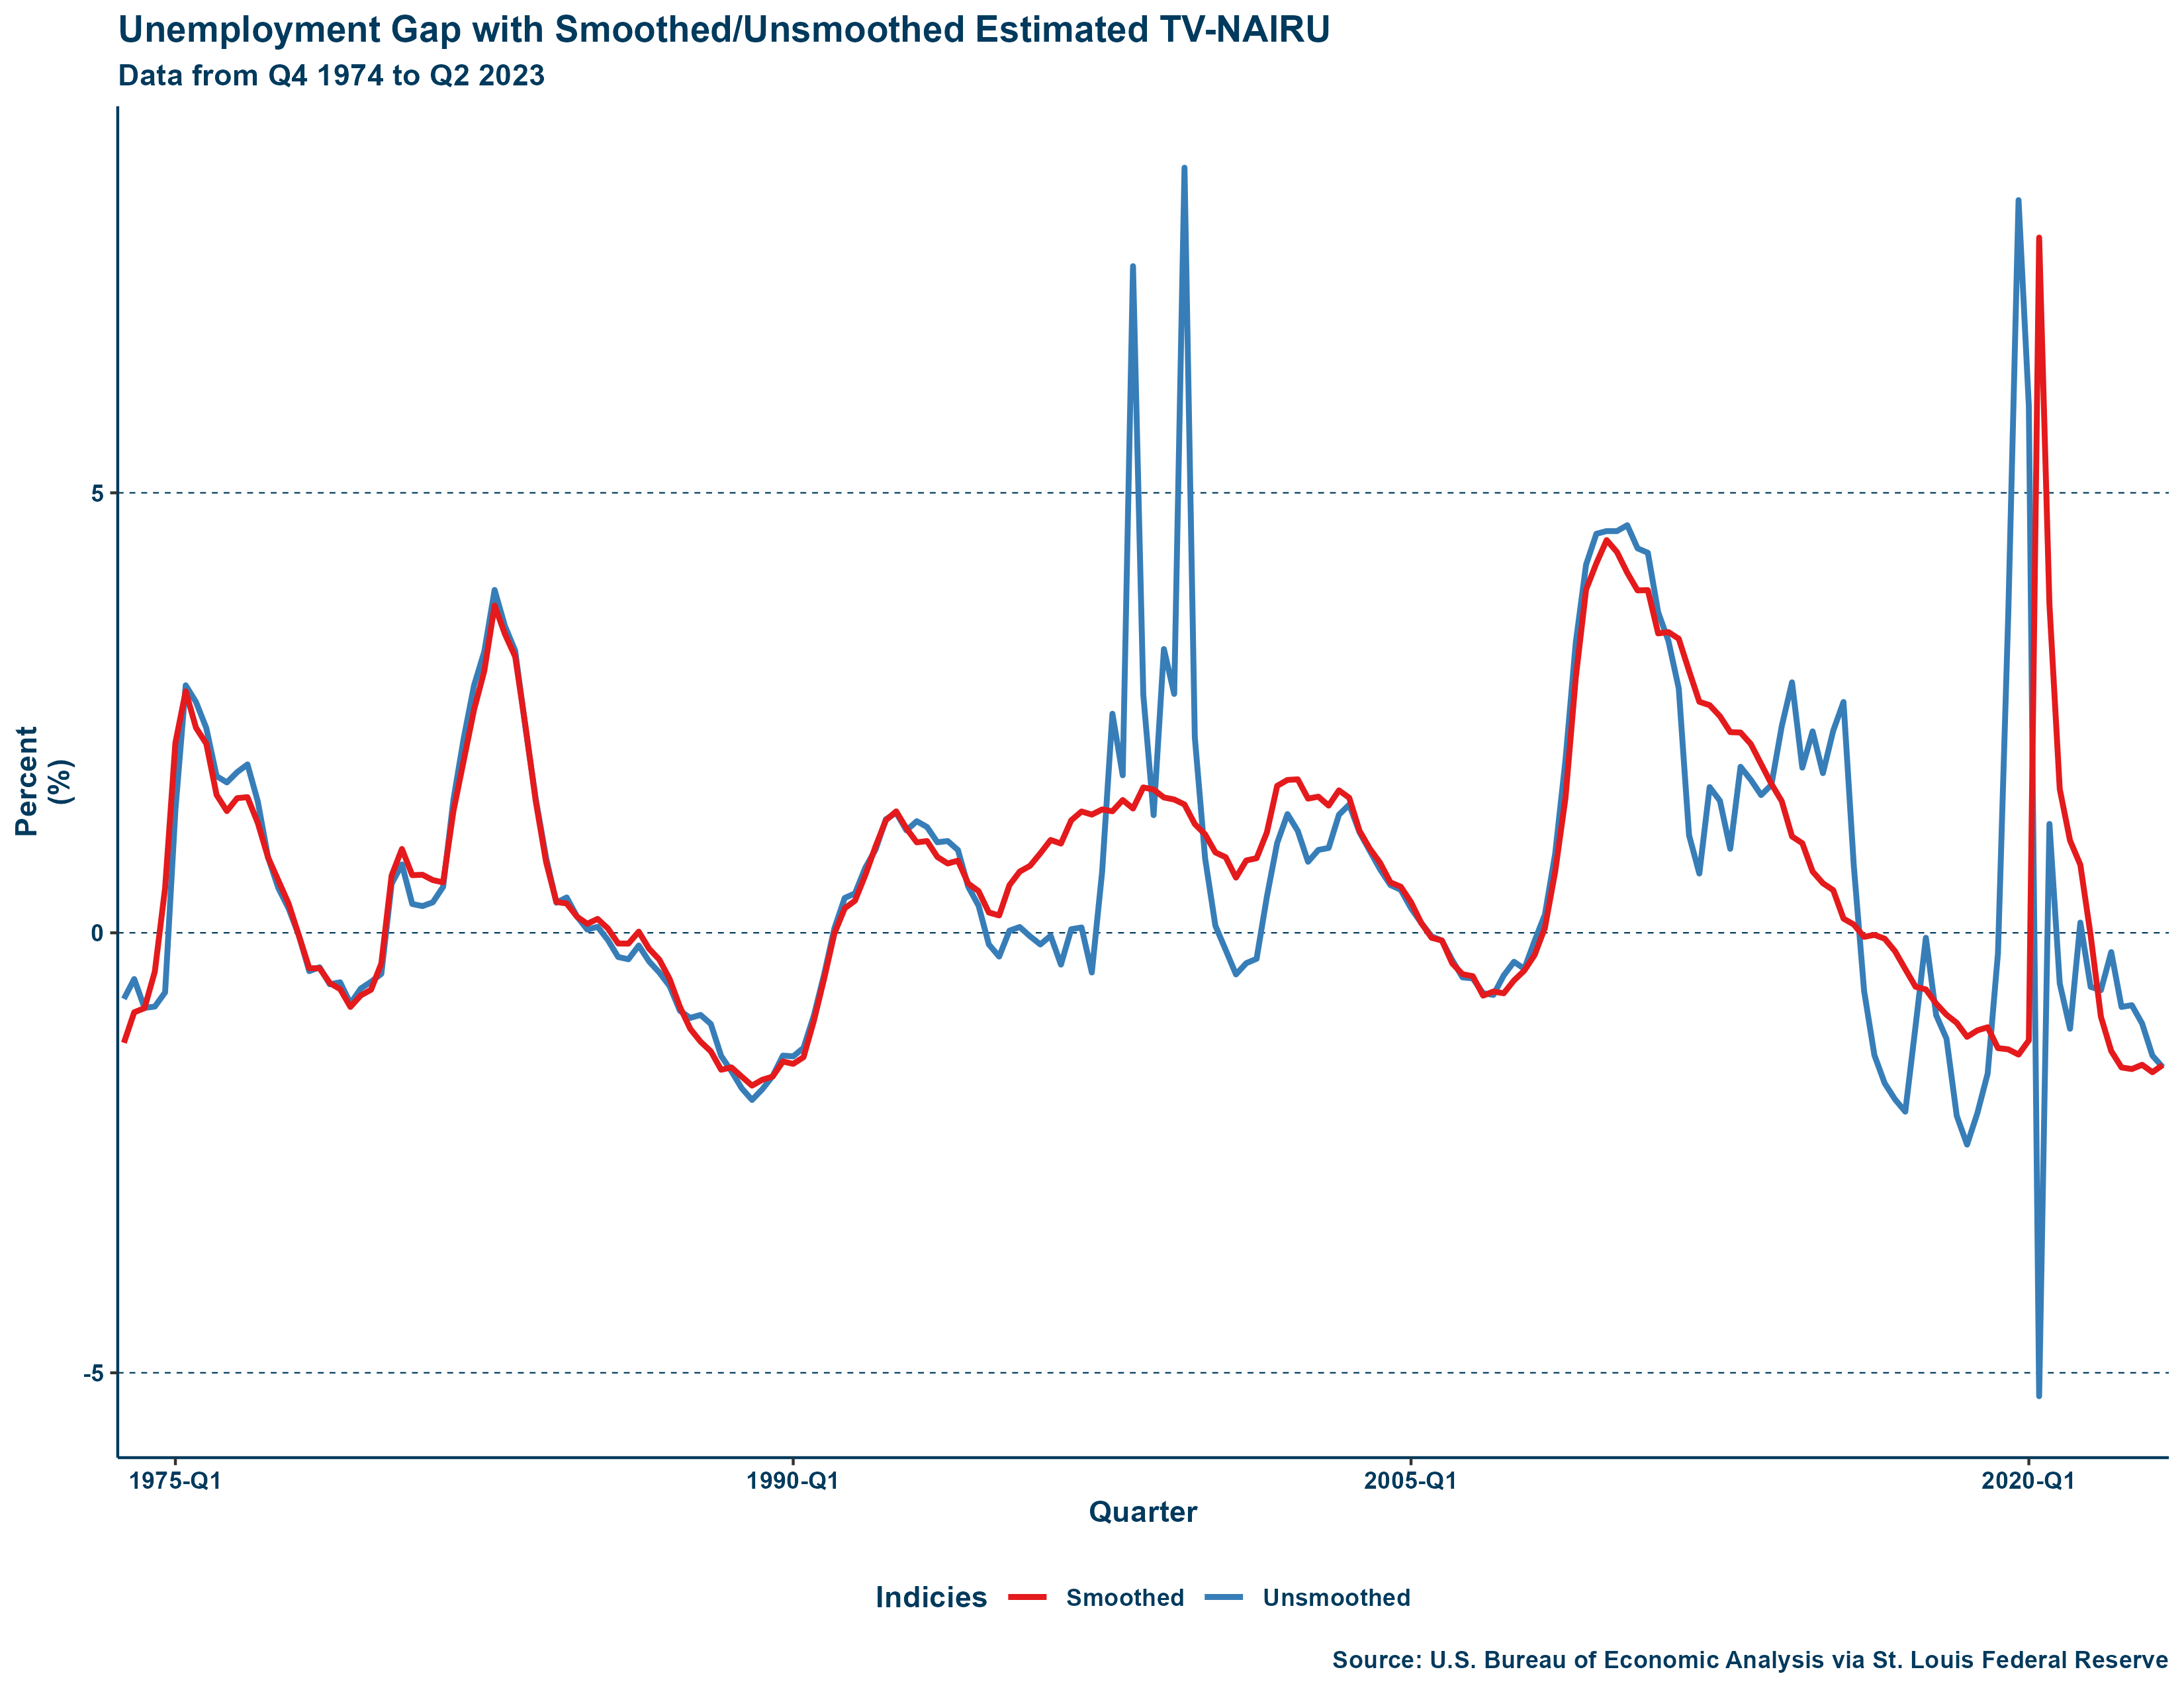 Unemployment Gap with Smoothed/Unsmoothed Estimated TV-NAIRU
Data from Q4 1974 to Q2 2023
Percent
(%)
5
0
-5
1975-Q1
1990-Q1
2005-Q1
2020-Q1
Quarter
Indicies
Smoothed
Unsmoothed
Source: U.S. Bureau of Economic Analysis via St. Louis Federal Reserve